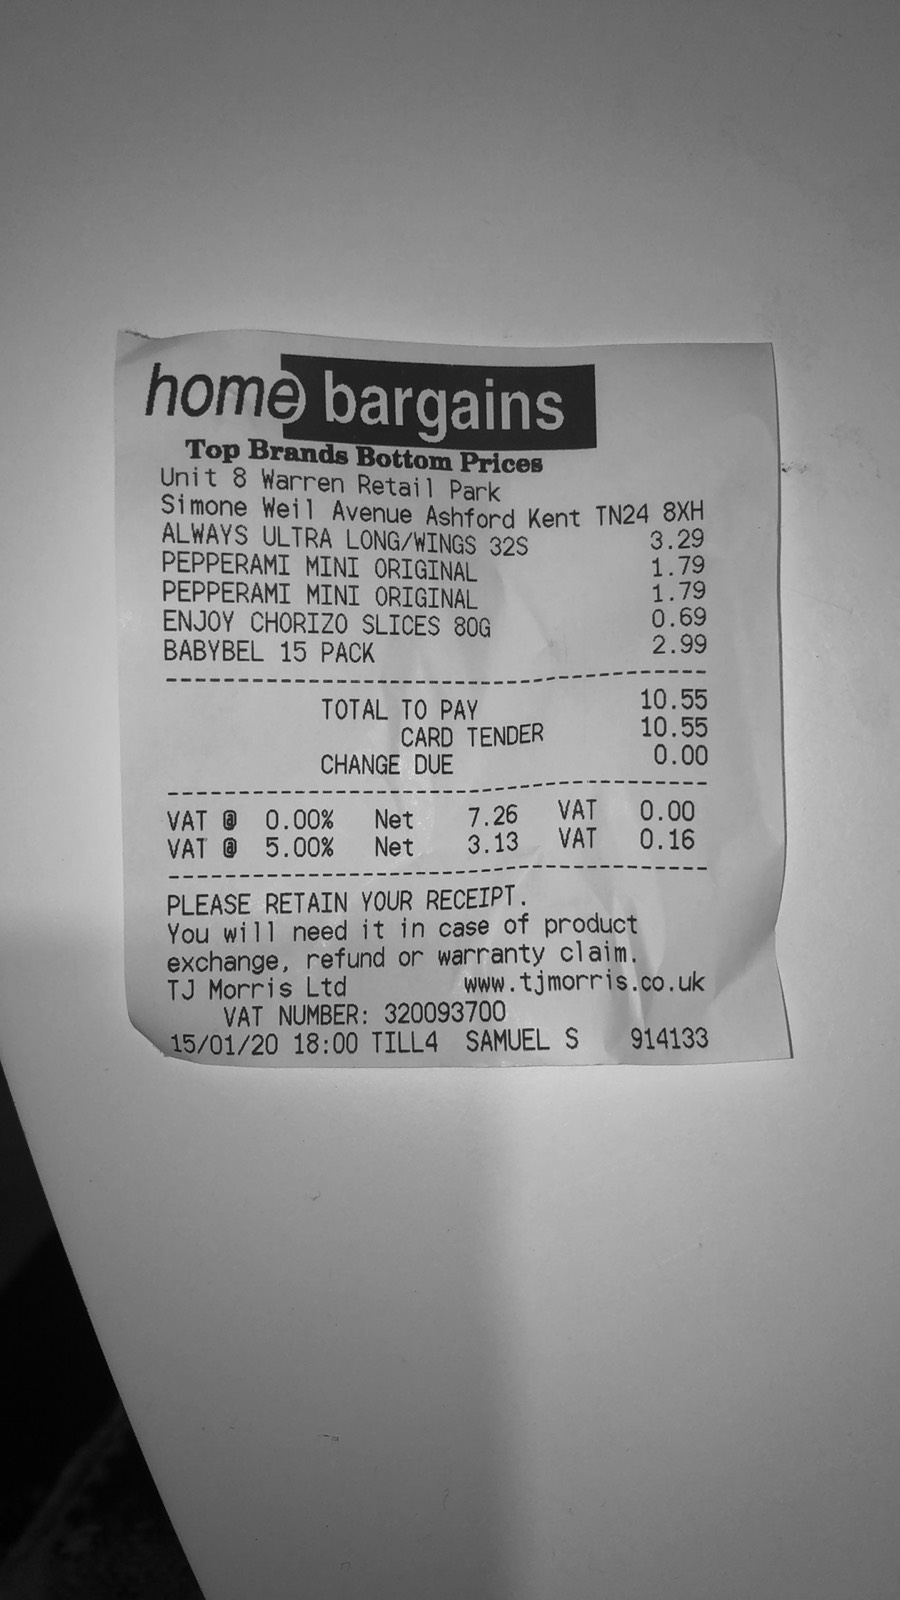 home bargains
Top Brands Bottom Prices
Unit 8 Warren Retail Park
Simone Weil Avenue Ashford Kent TN24 8XH
ALWAYS ULTRA LONG/WINGS 32S 3.29
PEPPERAMI MINI ORIGINAL 1.79
PEPPERAMI MINI ORIGINAL 1.79
ENJOY CHORIZO SLICES 80G 0.69
BABYBEL 15 PACK 2.99
TOTAL TO PAY 10.55
CARD TENDER 10.55
CHANGE DUE 0.00
VAT @ 0.00% Net 7.26 VAT 0.00
VAT @ 5.00% Net 3.13 VAT 0.16
PLEASE RETAIN YOUR RECEIPT.
You will need it in case of product
exchange, refund or warranty claim.
TJ Morris Ltd www.tjmorris.co.uk
VAT NUMBER: 320093700
15/01/20 18:00 TILL4 SAMUEL S 914133